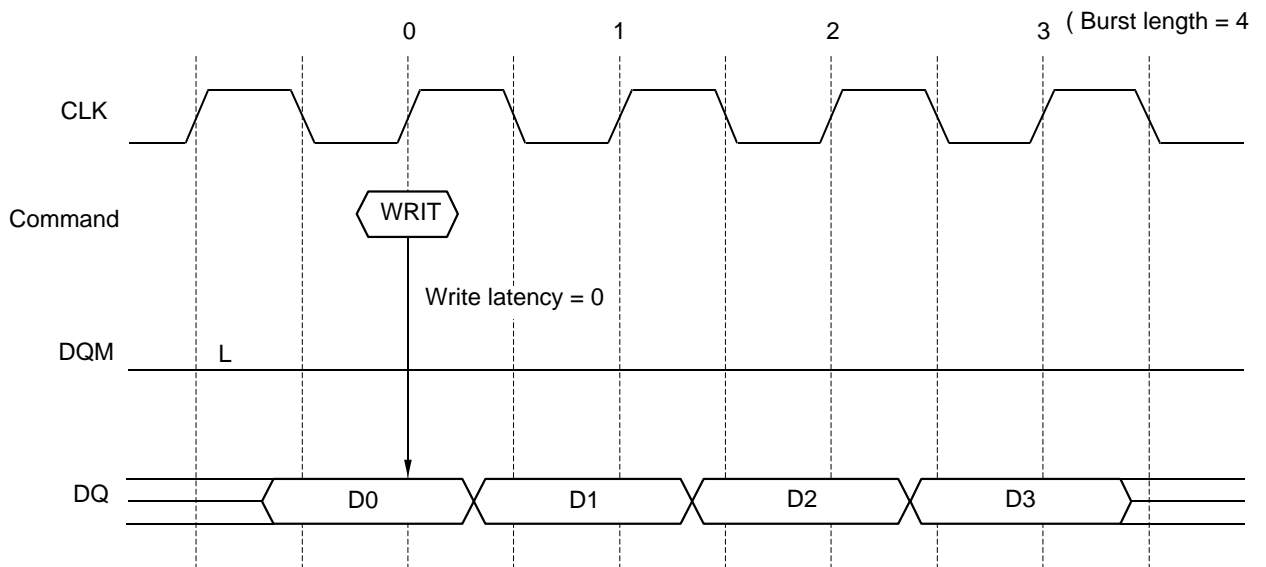 0 1 2 3 ( Burst length = 4
CLK
WRIT
Command
Write latency = 0
DQM L
DQ D0 D1 D2 D3